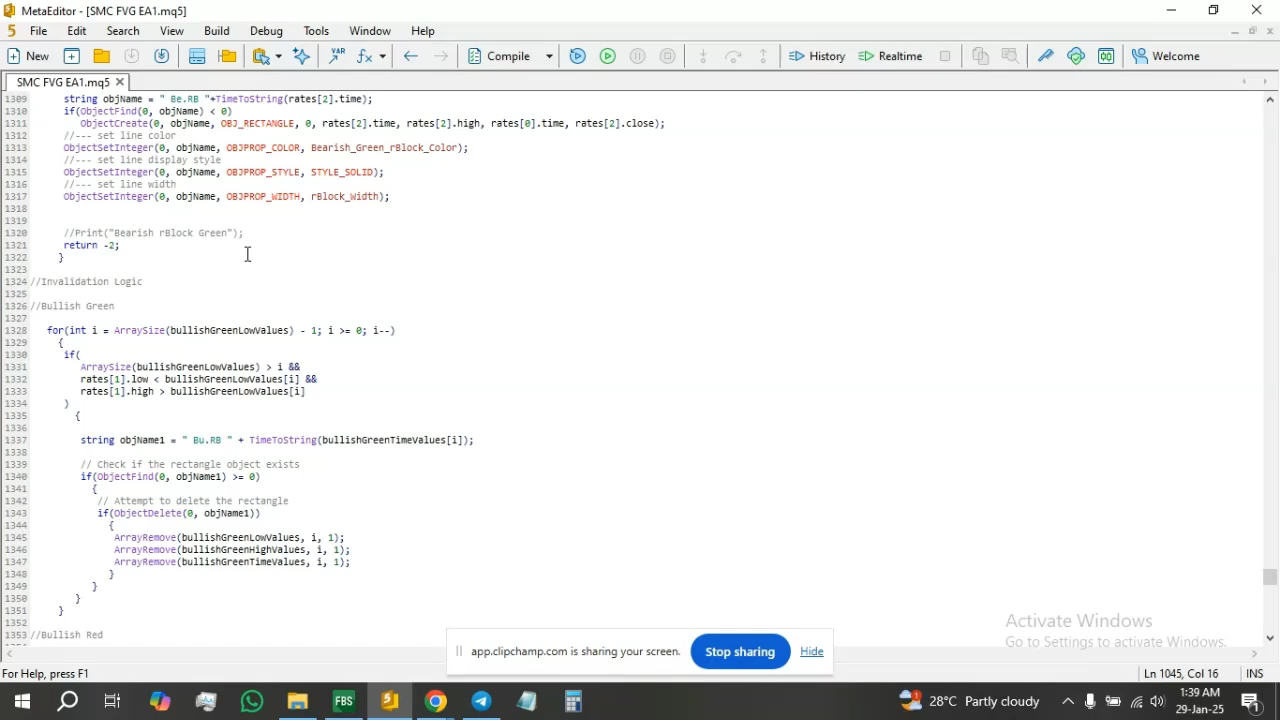 MetaEditor - [SMC FVG EA1.mq5]
5 File Edit Search View Build Debug Tools Window Help
New VAR fx Compile History Realtime Welcome
SMC FVG EA1.mq5
1309 string objName = " Be.RB "+TimeToString(rates[2].time);
1310 if(ObjectFind(0, objName) < 0)
1311 ObjectCreate(0, objName, OBJ_RECTANGLE, 0, rates[2].time, rates[2].high, rates[0].time, rates[2].close);
1312 //--- set line color
1313 ObjectSetInteger(0, objName, OBJPROP_COLOR, Bearish_Green_rBlock_Color);
1314 //--- set line display style
1315 ObjectSetInteger(0, objName, OBJPROP_STYLE, STYLE_SOLID);
1316 //--- set line width
1317 ObjectSetInteger(0, objName, OBJPROP_WIDTH, rBlock_Width);
1318
1319
1320 //Print("Bearish rBlock Green");
1321 return -2;
1322 }
1323
1324 //Invalidation Logic
1325
1326 //Bullish Green
1327
1328 for(int i = ArraySize(bullishGreenLowValues) - 1; i >= 0; i--)
1329 {
1330 if(
1331 ArraySize(bullishGreenLowValues) > i &&
1332 rates[1].low < bullishGreenLowValues[i] &&
1333 rates[1].high > bullishGreenLowValues[i]
1334 )
1335 {
1336
1337 string objName1 = " Bu.RB " + TimeToString(bullishGreenTimeValues[i]);
1338
1339 // Check if the rectangle object exists
1340 if(ObjectFind(0, objName1) >= 0)
1341 {
1342 // Attempt to delete the rectangle
1343 if(ObjectDelete(0, objName1))
1344 {
1345 ArrayRemove(bullishGreenLowValues, i, 1);
1346 ArrayRemove(bullishGreenHighValues, i, 1);
1347 ArrayRemove(bullishGreenTimeValues, i, 1);
1348 }
1349 }
1350 }
1351 }
1352
1353 //Bullish Red
Activate Windows
Go to Settings to activate Windows.
app.clipchamp.com is sharing your screen. Stop sharing Hide
For Help, press F1 Ln 1045, Col 16 INS
FBS 5 28°C Partly cloudy 1:39 AM
29-Jan-25 1